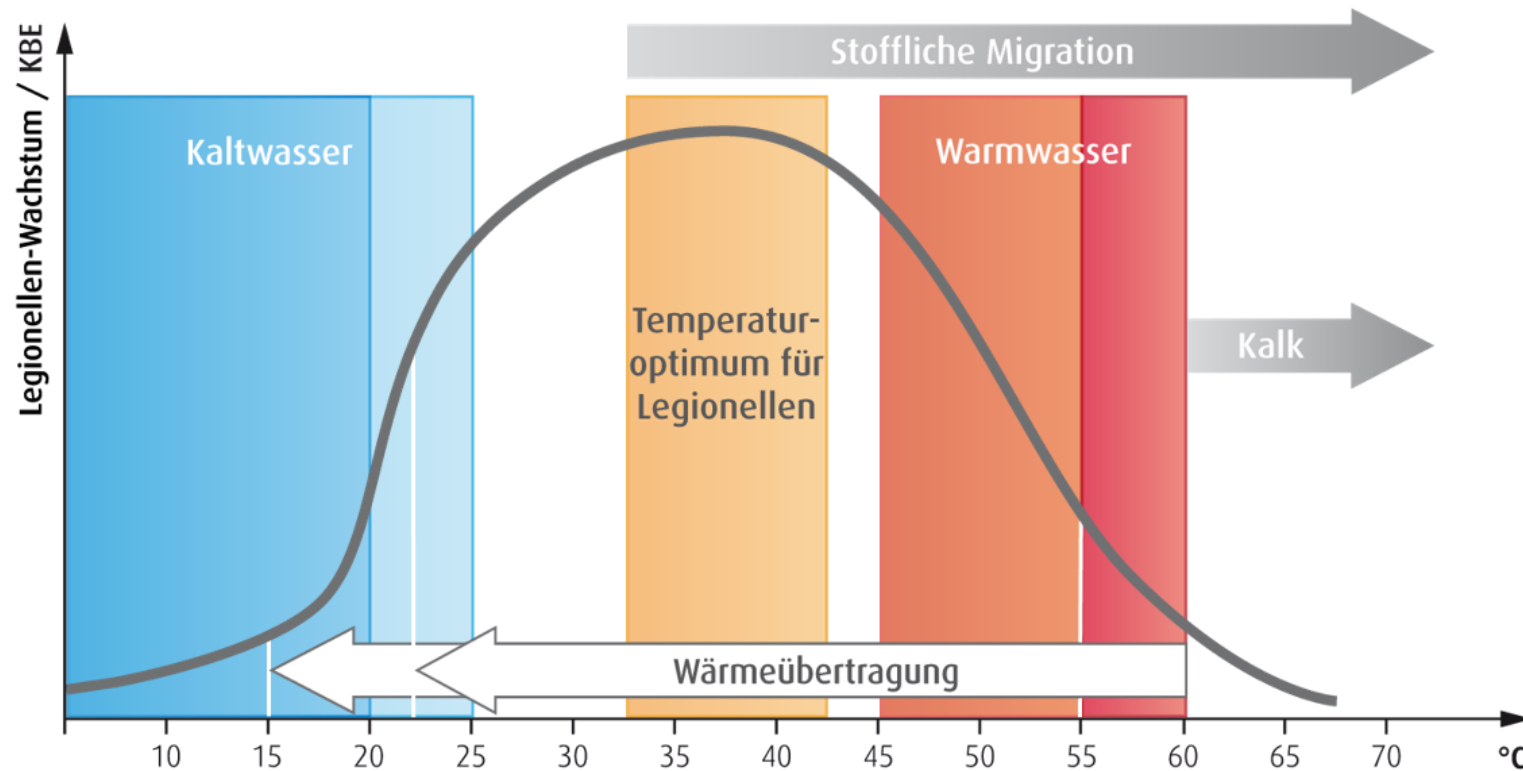 Legionellen-Wachstum / KBE
Stoffliche Migration
Kaltwasser
Warmwasser
Temperatur-
optimum für
Legionellen
Kalk
Wärmeübertragung
10 15 20 25 30 35 40 45 50 55 60 65 70 °C